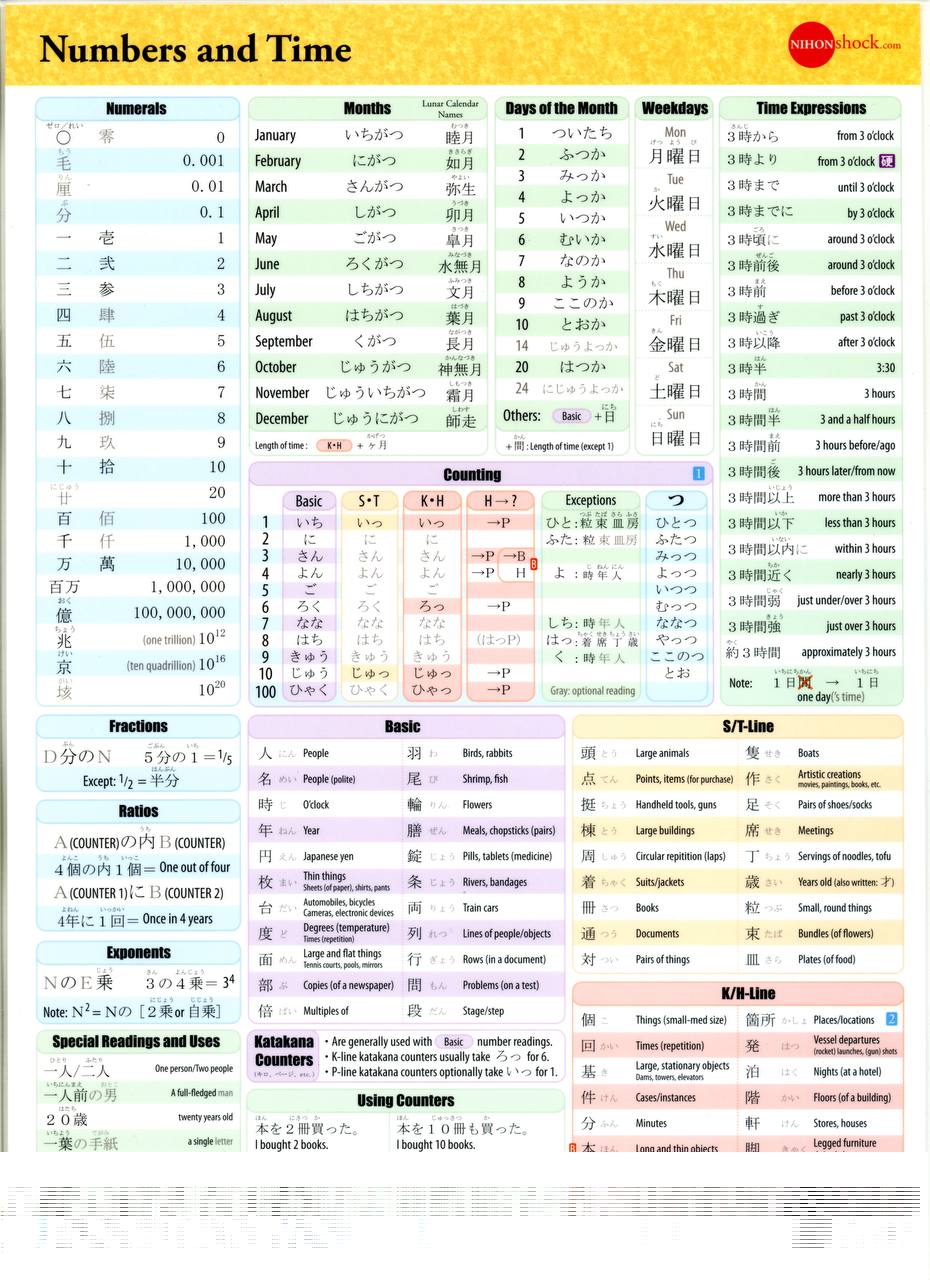 Numbers and Time
NIHONshock.com
Numerals
ゼロ/れい
〇 零 0
もう
毛 0.001
りん
厘 0.01
ぶ
分 0.1
一 壱 1
二 弐 2
三 参 3
四 肆 4
五 伍 5
六 陸 6
七 柒 7
八 捌 8
九 玖 9
十 拾 10
にじゅう
廿 20
百 佰 100
千 仟 1,000
万 萬 10,000
百万 1,000,000
おく
億 100,000,000
ちょう
兆 (one trillion) 10¹²
けい
京 (ten quadrillion) 10¹⁶
がい
垓 10²⁰
Months Lunar Calendar Names
January いちがつ 睦月 むつき
February にがつ 如月 きさらぎ
March さんがつ 弥生 やよい
April しがつ 卯月 うづき
May ごがつ 皐月 さつき
June ろくがつ 水無月 みなづき
July しちがつ 文月 ふみつき
August はちがつ 葉月 はづき
September くがつ 長月 ながつき
October じゅうがつ 神無月 かんなづき
November じゅういちがつ 霜月 しもつき
December じゅうにがつ 師走 しわす
Length of time: K•H + ヶ月 かげつ
Days of the Month
1 ついたち
2 ふつか
3 みっか
4 よっか
5 いつか
6 むいか
7 なのか
8 ようか
9 ここのか
10 とおか
14 じゅうよっか
20 はつか
24 にじゅうよっか
Others: Basic +日 にち
+間 かん: Length of time (except 1)
Weekdays
Mon
げつ よう び
月曜日
Tue
か
火曜日
Wed
すい
水曜日
Thu
もく
木曜日
Fri
きん
金曜日
Sat
ど
土曜日
Sun
にち
日曜日
Time Expressions
さんじ
3時から from 3 o'clock
3時より from 3 o'clock 硬
3時まで until 3 o'clock
3時までに by 3 o'clock
ごろ
3時頃に around 3 o'clock
ぜんご
3時前後 around 3 o'clock
まえ
3時前 before 3 o'clock
す
3時過ぎ past 3 o'clock
いこう
3時以降 after 3 o'clock
はん
3時半 3:30
かん
3時間 3 hours
はん
3時間半 3 and a half hours
まえ
3時間前 3 hours before/ago
ご
3時間後 3 hours later/from now
いじょう
3時間以上 more than 3 hours
いか
3時間以下 less than 3 hours
いない
3時間以内に within 3 hours
ちか
3時間近く nearly 3 hours
じゃく
3時間弱 just under/over 3 hours
きょう
3時間強 just over 3 hours
やく
約3時間 approximately 3 hours
いちにちかん いちにち
Note: 1日間 → 1日
one day('s time)
Counting 1
Basic S•T K•H H→? Exceptions つ
1 いち いっ いっ →P ひと:粒束皿房 つぶ たば さら ふさ ひとつ
2 に に に ふた:粒束皿房 ふたつ
3 さん さん さん →P →B みっつ
4 よん よん よん →P H B よ:時年人 じ ねん にん よっつ
5 ご ご ご いつつ
6 ろく ろく ろっ →P むっつ
7 なな なな なな しち:時年人 ななつ
8 はち はち はち (はっP) はっ:着席丁歳 ちゃく せき ちょう さい やっつ
9 きゅう きゅう きゅう く:時年人 ここのつ
10 じゅう じゅっ じゅっ →P とお
100 ひゃく ひゃく ひゃっ →P Gray: optional reading
Fractions
ぶん ごぶん いち
D分のN 5分の1=1/5
はんぶん
Except: 1/2 = 半分
Ratios
うち
A (COUNTER)の内B (COUNTER)
よんこ うち いっこ
4個の内1個= One out of four
A(COUNTER 1)にB(COUNTER 2)
よねん いっかい
4年に1回= Once in 4 years
Exponents
じょう さん よんじょう
NのE乗 3の4乗= 3⁴
にじょう じじょう
Note: N²=Nの[2乗or自乗]
Special Readings and Uses
ひとり ふたり
一人/二人 One person/Two people
いちにんまえ おとこ
一人前の男 A full-fledged man
はたち
20歳 twenty years old
いちよう てがみ
一葉の手紙 a single letter
Basic
人 にん People 羽 わ Birds, rabbits
名 めい People (polite) 尾 び Shrimp, fish
時 じ O'clock 輪 りん Flowers
年 ねん Year 膳 ぜん Meals, chopsticks (pairs)
円 えん Japanese yen 錠 じょう Pills, tablets (medicine)
枚 まい Thin things Sheets (of paper), shirts, pants 条 じょう Rivers, bandages
台 だい Automobiles, bicycles Cameras, electronic devices 両 りょう Train cars
度 ど Degrees (temperature) Times (repetition) 列 れつ Lines of people/objects
面 めん Large and flat things Tennis courts, pools, mirrors 行 ぎょう Rows (in a document)
部 ぶ Copies (of a newspaper) 問 もん Problems (on a test)
倍 ばい Multiples of 段 だん Stage/step
Katakana Counters
(キロ、ページ、etc.)
• Are generally used with Basic number readings.
• K-line katakana counters usually take ろっ for 6.
• P-line katakana counters optionally take いっ for 1.
Using Counters
ほん にさつ か
本を2冊買った。
I bought 2 books.
ほん じゅっさつ か
本を10冊も買った。
I bought 10 books.
S/T-Line
頭 とう Large animals 隻 せき Boats
点 てん Points, items (for purchase) 作 さく Artistic creations movies, paintings, books, etc.
挺 ちょう Handheld tools, guns 足 そく Pairs of shoes/socks
棟 とう Large buildings 席 せき Meetings
周 しゅう Circular repitition (laps) 丁 ちょう Servings of noodles, tofu
着 ちゃく Suits/jackets 歳 さい Years old (also written: 才)
冊 さつ Books 粒 つぶ Small, round things
通 つう Documents 束 たば Bundles (of flowers)
対 つい Pairs of things 皿 さら Plates (of food)
K/H-Line
個 こ Things (small-med size) 箇所 かしょ Places/locations 2
回 かい Times (repetition) 発 はつ Vessel departures (rocket) launches, (gun) shots
基 き Large, stationary objects Dams, towers, elevators 泊 はく Nights (at a hotel)
件 けん Cases/instances 階 かい Floors (of a building)
分 ふん Minutes 軒 けん Stores, houses
B 本 ほん Long and thin objects 脚 きゃく Legged furniture